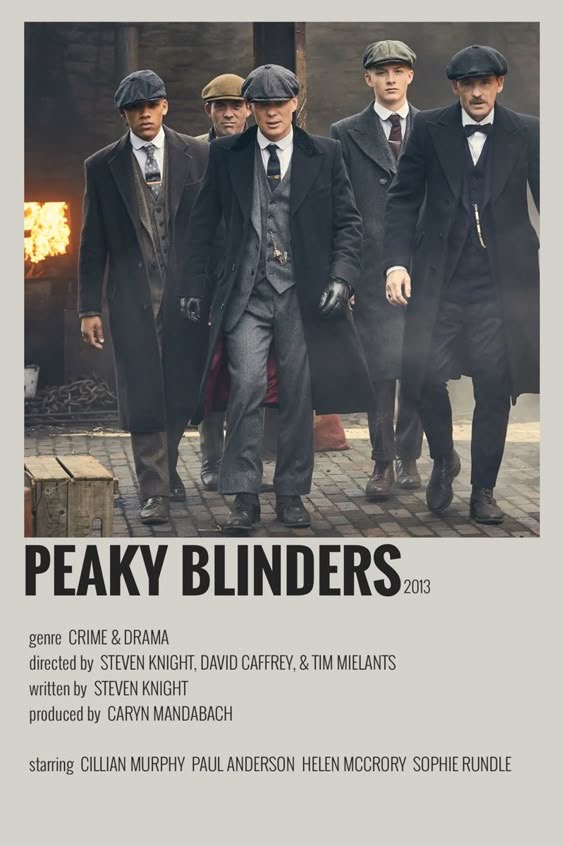 PEAKY BLINDERS 2013
genre CRIME & DRAMA
directed by STEVEN KNIGHT, DAVID CAFFREY, & TIM MIELANTS
written by STEVEN KNIGHT
produced by CARYN MANDABACH
starring CILLIAN MURPHY PAUL ANDERSON HELEN MCCRORY SOPHIE RUNDLE